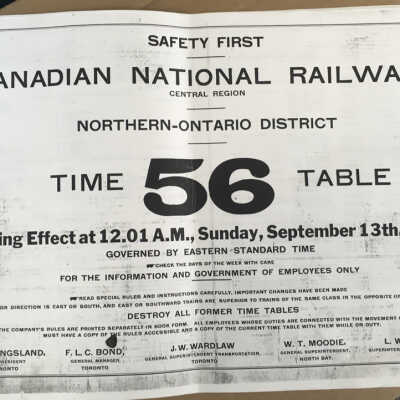 SAFETY FIRST
ANADIAN NATIONAL RAILWA
CENTRAL REGION
NORTHERN-ONTARIO DISTRICT
TIME 56 TABLE
ing Effect at 12.01 A.M., Sunday, September 13th,
GOVERNED BY EASTERN STANDARD TIME
CHECK THE DAYS OF THE WEEK WITH CARE
FOR THE INFORMATION AND GOVERNMENT OF EMPLOYEES ONLY
READ SPECIAL RULES AND INSTRUCTIONS CAREFULLY, IMPORTANT CHANGES HAVE BEEN MADE
OR DIRECTION IS EAST OR SOUTH, AND EAST OR SOUTHWARD TRAINS ARE SUPERIOR TO TRAINS OF THE SAME CLASS IN THE OPPOSITE
DESTROY ALL FORMER TIME TABLES
THE COMPANY'S RULES ARE PRINTED SEPARATELY IN BOOK FORM. ALL EMPLOYEES WHOSE DUTIES ARE CONNECTED WITH THE MOVEMENT
MUST HAVE A COPY OF THE RULES ACCESSIBLE AND A COPY OF THE CURRENT TIME TABLE WITH THEM WHILE ON DUTY.
NGSLAND, F. L. C. BOND, J. W. WARDLAW W. T. MOODIE, L. W
PRESIDENT GENERAL MANAGER GENERAL SUPERINTENDENT TRANSPORTATION, GENERAL SUPERINTENDENT,
TORONTO TORONTO TORONTO NORTH BAY.